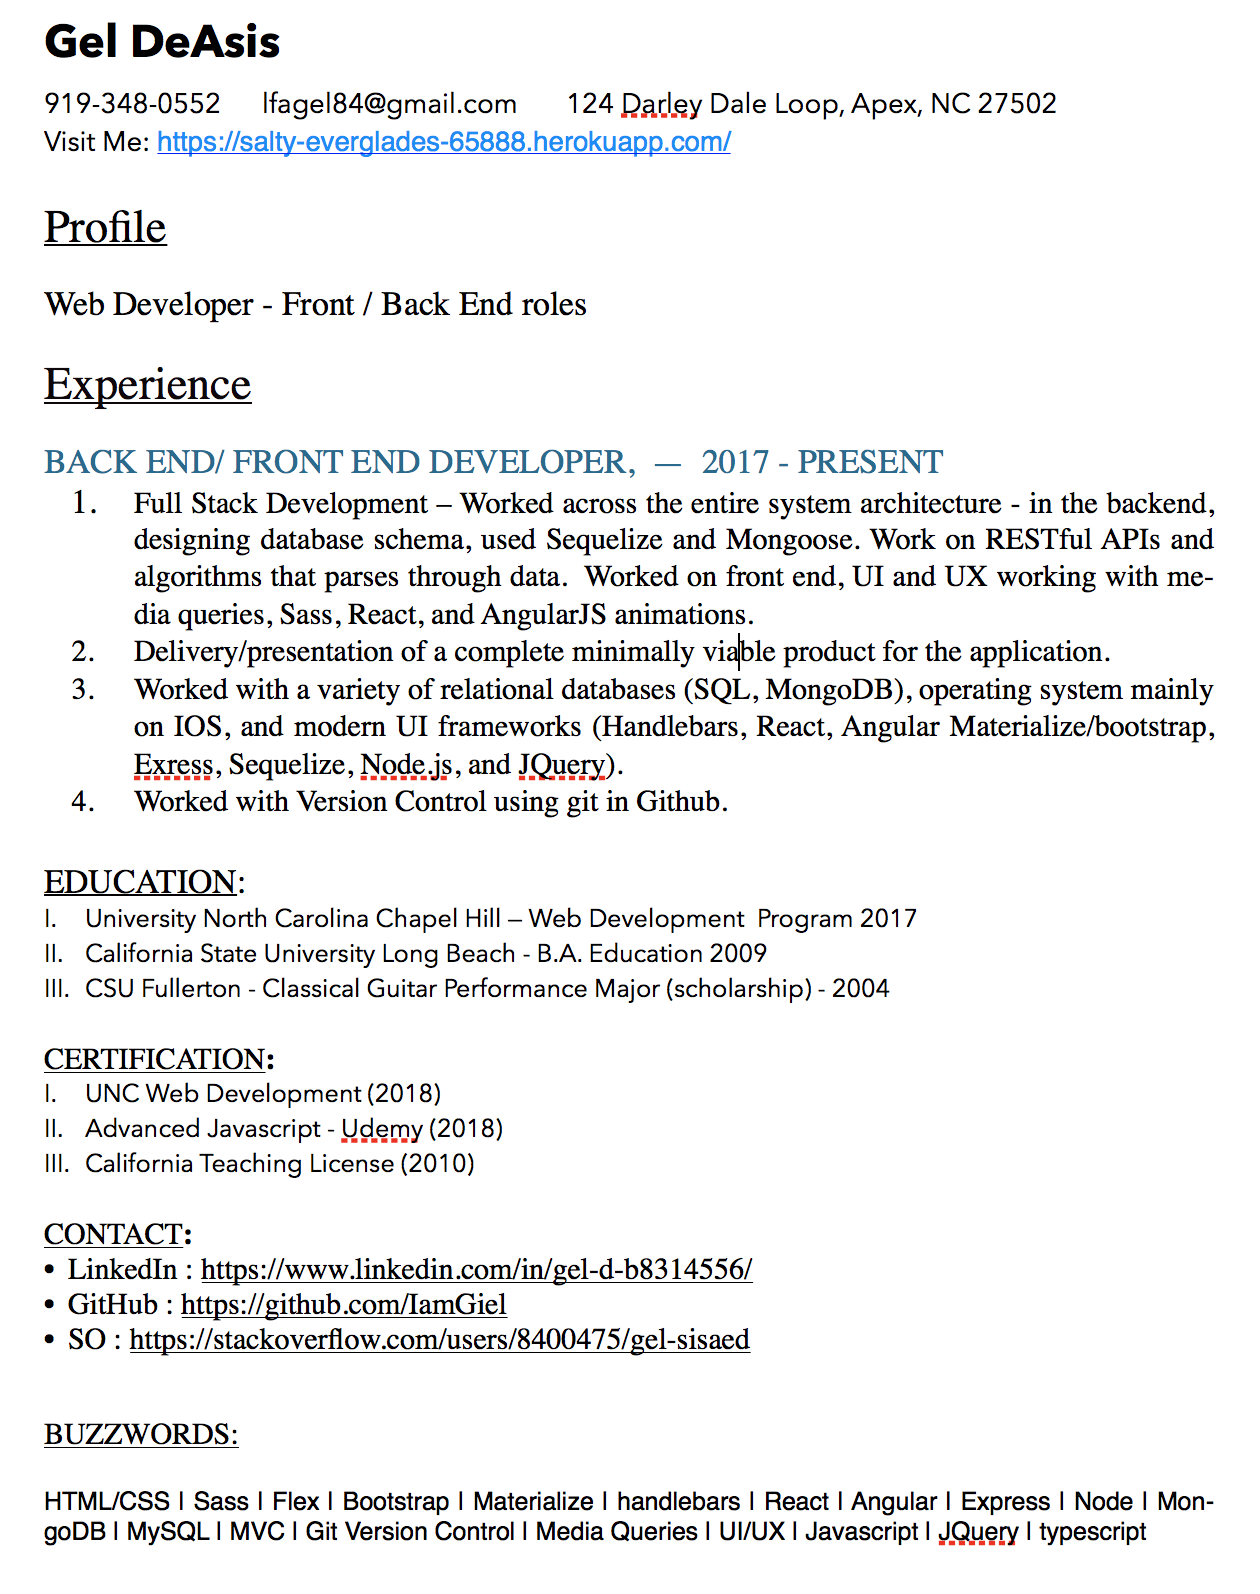 Gel DeAsis
919-348-0552 lfagel84@gmail.com 124 Darley Dale Loop, Apex, NC 27502
Visit Me: https://salty-everglades-65888.herokuapp.com/
Profile
Web Developer - Front / Back End roles
Experience
BACK END/ FRONT END DEVELOPER, — 2017 - PRESENT
1. Full Stack Development – Worked across the entire system architecture - in the backend,
designing database schema, used Sequelize and Mongoose. Work on RESTful APIs and
algorithms that parses through data. Worked on front end, UI and UX working with me-
dia queries, Sass, React, and AngularJS animations.
2. Delivery/presentation of a complete minimally viable product for the application.
3. Worked with a variety of relational databases (SQL, MongoDB), operating system mainly
on IOS, and modern UI frameworks (Handlebars, React, Angular Materialize/bootstrap,
Exress, Sequelize, Node.js, and JQuery).
4. Worked with Version Control using git in Github.
EDUCATION:
I. University North Carolina Chapel Hill – Web Development Program 2017
II. California State University Long Beach - B.A. Education 2009
III. CSU Fullerton - Classical Guitar Performance Major (scholarship) - 2004
CERTIFICATION:
I. UNC Web Development (2018)
II. Advanced Javascript - Udemy (2018)
III. California Teaching License (2010)
CONTACT:
• LinkedIn : https://www.linkedin.com/in/gel-d-b8314556/
• GitHub : https://github.com/IamGiel
• SO : https://stackoverflow.com/users/8400475/gel-sisaed
BUZZWORDS:
HTML/CSS | Sass | Flex | Bootstrap | Materialize | handlebars | React | Angular | Express | Node | Mon-
goDB | MySQL | MVC | Git Version Control | Media Queries | UI/UX | Javascript | JQuery | typescript